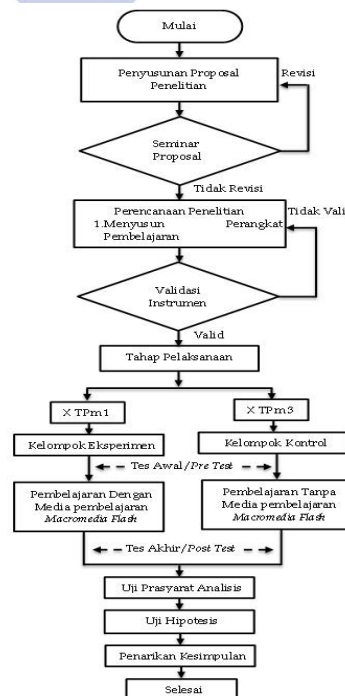 Mulai
Penyusunan Proposal
Penelitian
Revisi
Seminar
Proposal
Tidak Revisi
Perencanaan Penelitian
Tidak Vali
1.Menyusun Perangkat
Pembelajaran
Validasi
Instrumen
Valid
Tahap Pelaksanaan
X TPm1
X TPm3
Kelompok Eksperimen
Kelompok Kontrol
Tes Awal/Pre Test
Pembelajaran Dengan
Media pembelajaran
Macromedia Flash
Pembelajaran Tanpa
Media pembelajaran
Macromedia Flash
Tes Akhir/Post Test
Uji Prasyarat Analisis
Uji Hipotesis
Penarikan Kesimpulan
Selesai